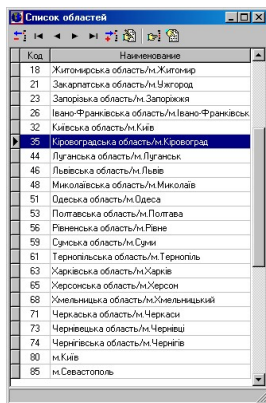 Список областей
Код Наименование
18 Житомирська область/м.Житомир
21 Закарпатська область/м.Ужгород
23 Запорізька область/м.Запоріжжя
26 Івано-Франківська область/м.Івано-Франківськ
32 Київська область/м.Київ
35 Кіровоградська область/м.Кіровоград
44 Луганська область/м.Луганськ
46 Львівська область/м.Львів
48 Миколаївська область/м.Миколаїв
51 Одеська область/м.Одеса
53 Полтавська область/м.Полтава
56 Рівненська область/м.Рівне
59 Сумська область/м.Суми
61 Тернопільська область/м.Тернопіль
63 Харківська область/м.Харків
65 Херсонська область/м.Херсон
68 Хмельницька область/м.Хмельницький
71 Черкаська область/м.Черкаси
73 Чернівецька область/м.Чернівці
74 Чернігівська область/м.Чернігів
80 м.Київ
85 м.Севастополь